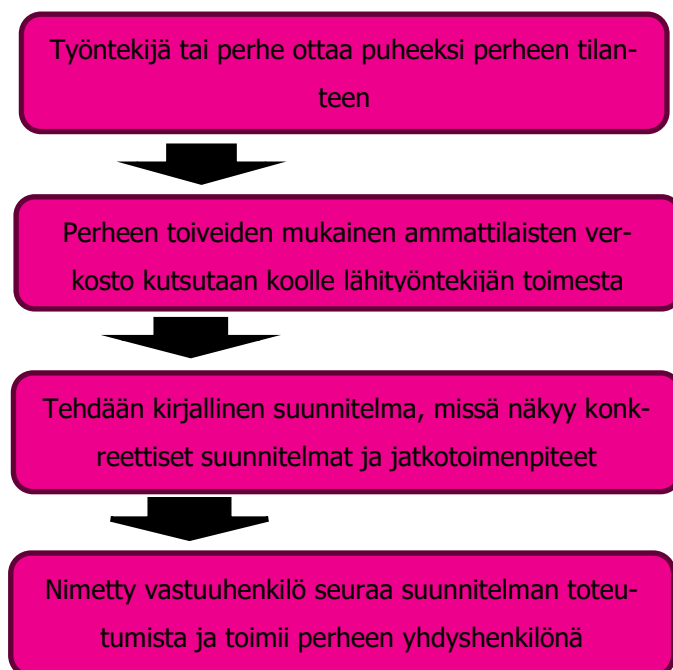 Työntekijä tai perhe ottaa puheeksi perheen tilan-
teen
Perheen toiveiden mukainen ammattilaisten ver-
kosto kutsutaan koolle lähityöntekijän toimesta
Tehdään kirjallinen suunnitelma, missä näkyy konk-
reettiset suunnitelmat ja jatkotoimenpiteet
Nimetty vastuuhenkilö seuraa suunnitelman toteu-
tumista ja toimii perheen yhdyshenkilönä